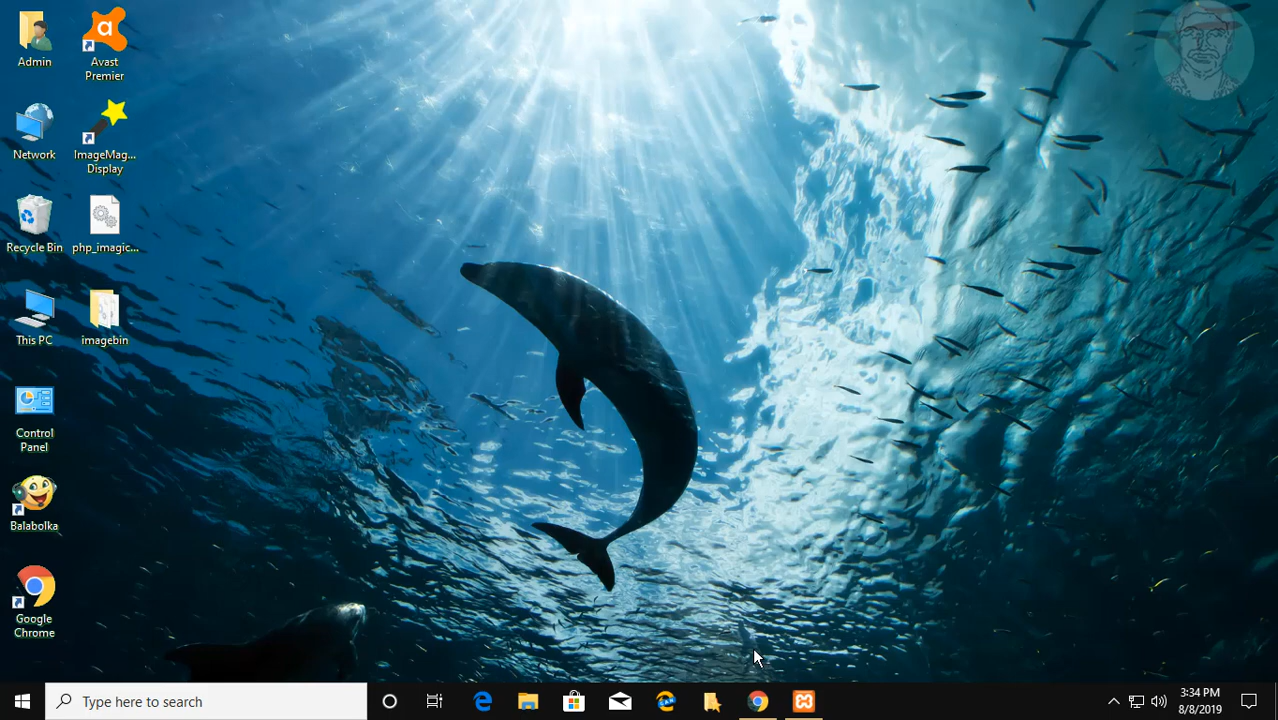 Admin
Avast
Premier
Network
ImageMag...
Display
Recycle Bin
php_imagic...
This PC
imagebin
Control
Panel
Balabolka
Google
Chrome
Type here to search
3:34 PM
8/8/2019